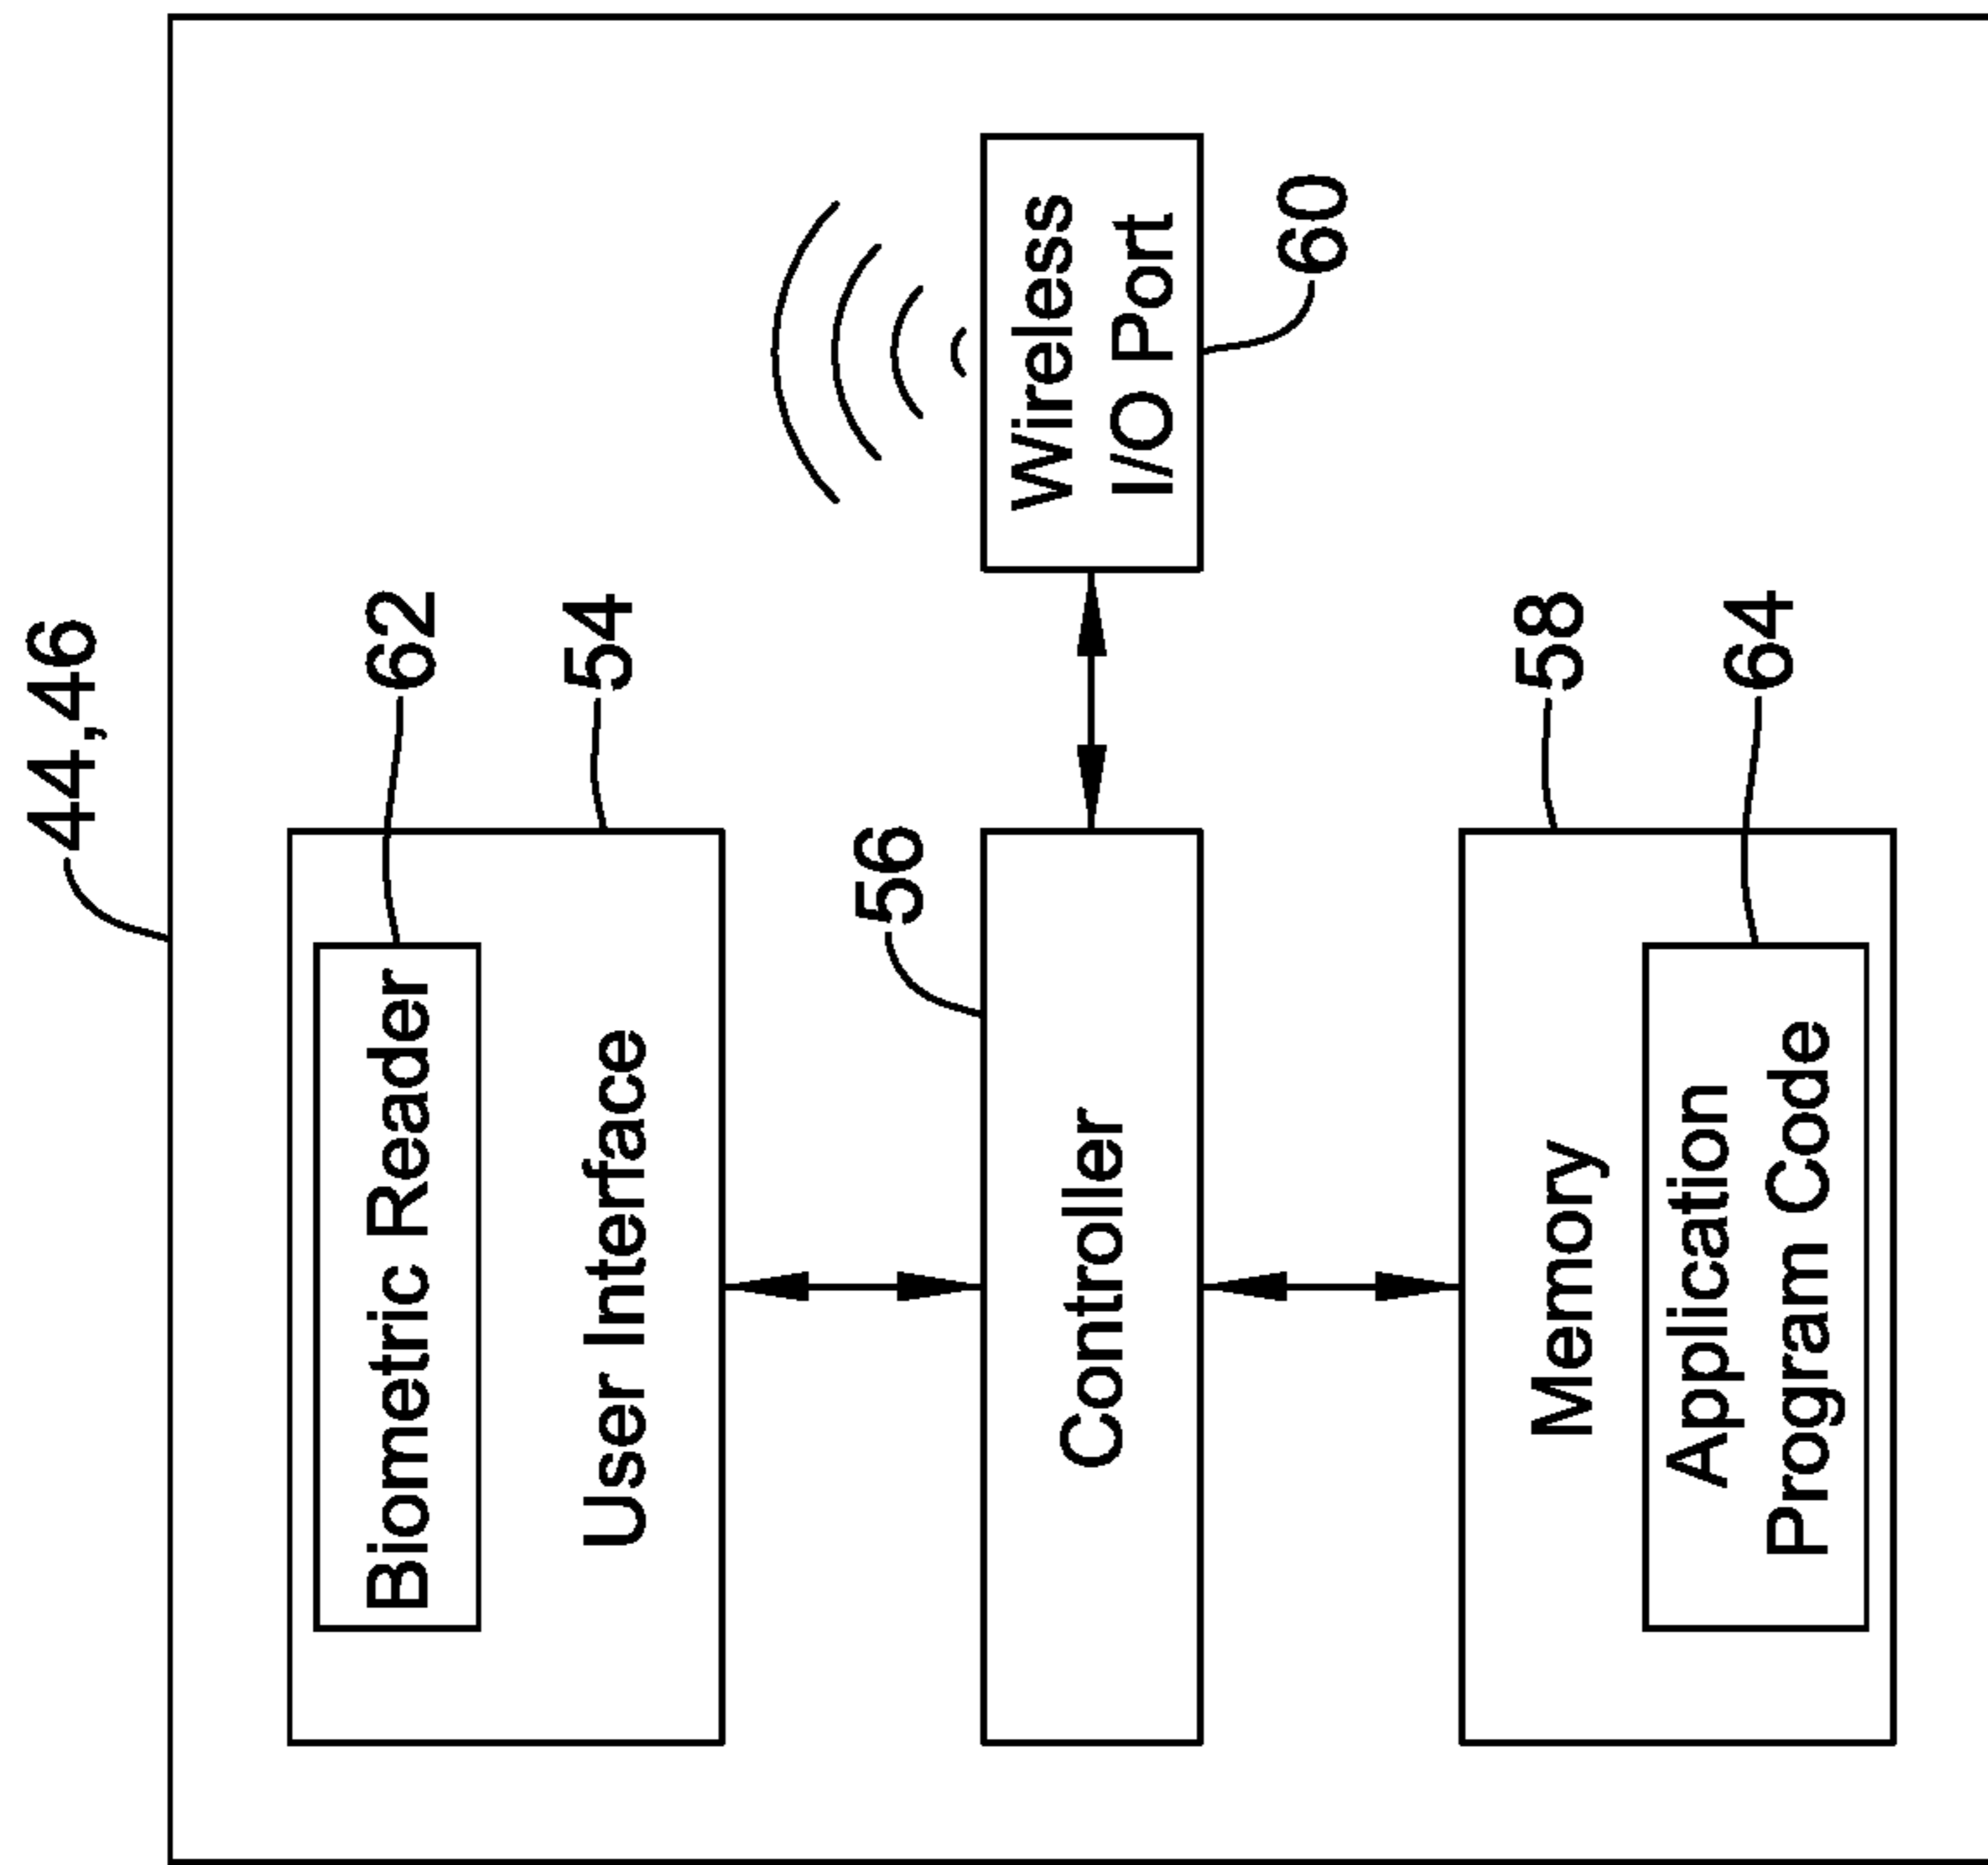 44,46
62
Biometric Reader
54
User Interface
56
Controller
Wireless
I/O Port
60
58
Memory
64
Application
Program Code